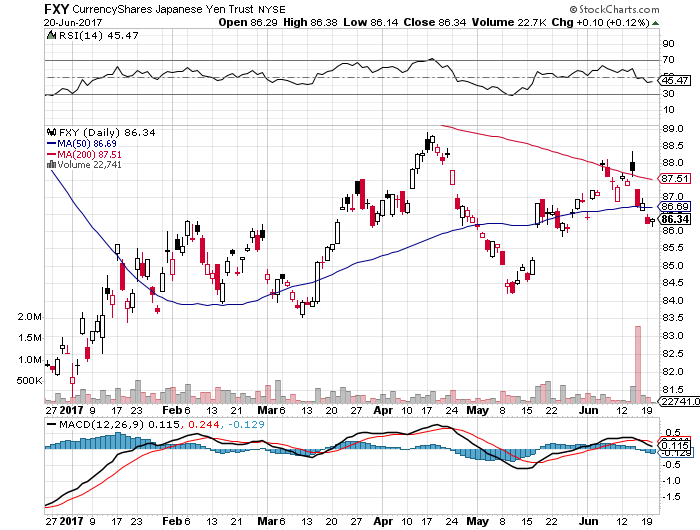 FXY CurrencyShares Japanese Yen Trust NYSE © StockCharts.com
20-Jun-2017 Open 86.29 High 86.38 Low 86.14 Close 86.34 Volume 22.7K Chg +0.10 (+0.12%)
RSI(14) 45.47
90
70
50
45.47
30
10
FXY (Daily) 86.34
MA(50) 86.69
MA(200) 87.51
Volume 22,741
89.0
88.5
88.0
87.51
87.0
86.69
86.34
86.0
85.5
85.0
84.5
84.0
83.5
83.0
82.5
82.0
81.5
22741.0
2.0M
1.5M
1.0M
500K
27 2017 9 17 23 Feb 6 13 21 Mar 6 13 20 27 Apr 10 17 24 May 8 15 22 Jun 12 19
MACD(12,26,9) 0.115, 0.244, -0.129
0.5
0.115
-0.129
-0.5
-1.0
-1.5
27 2017 9 17 23 Feb 6 13 21 Mar 6 13 20 27 Apr 10 17 24 May 8 15 22 Jun 12 19